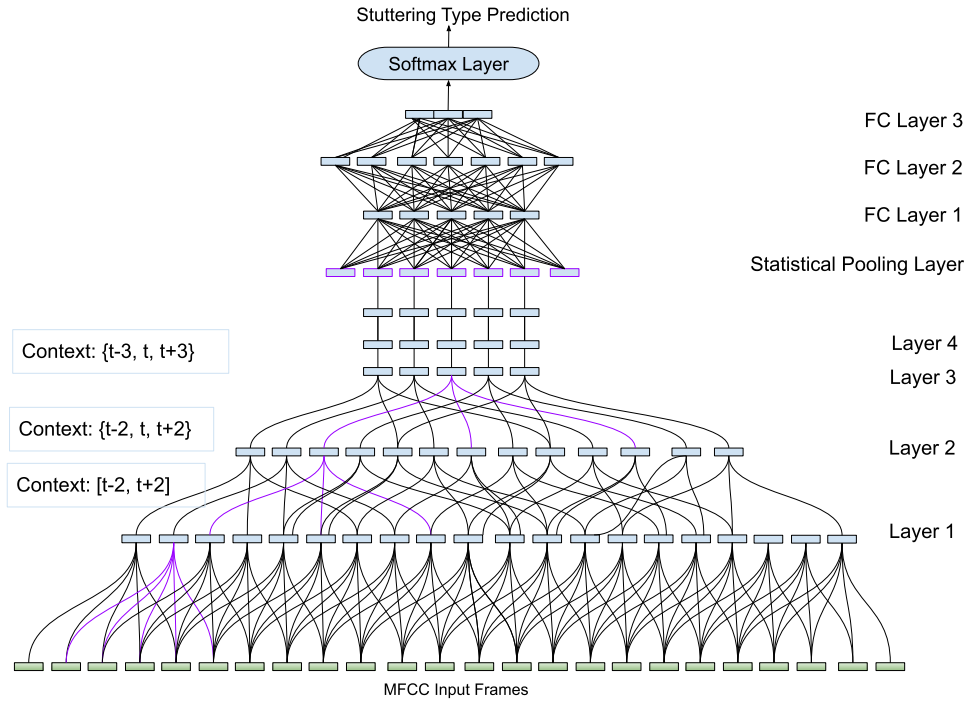 Stuttering Type Prediction
Softmax Layer
FC Layer 3
FC Layer 2
FC Layer 1
Statistical Pooling Layer
Context: {t-3, t, t+3}
Layer 4
Layer 3
Context: {t-2, t, t+2}
Layer 2
Context: [t-2, t+2]
Layer 1
MFCC Input Frames